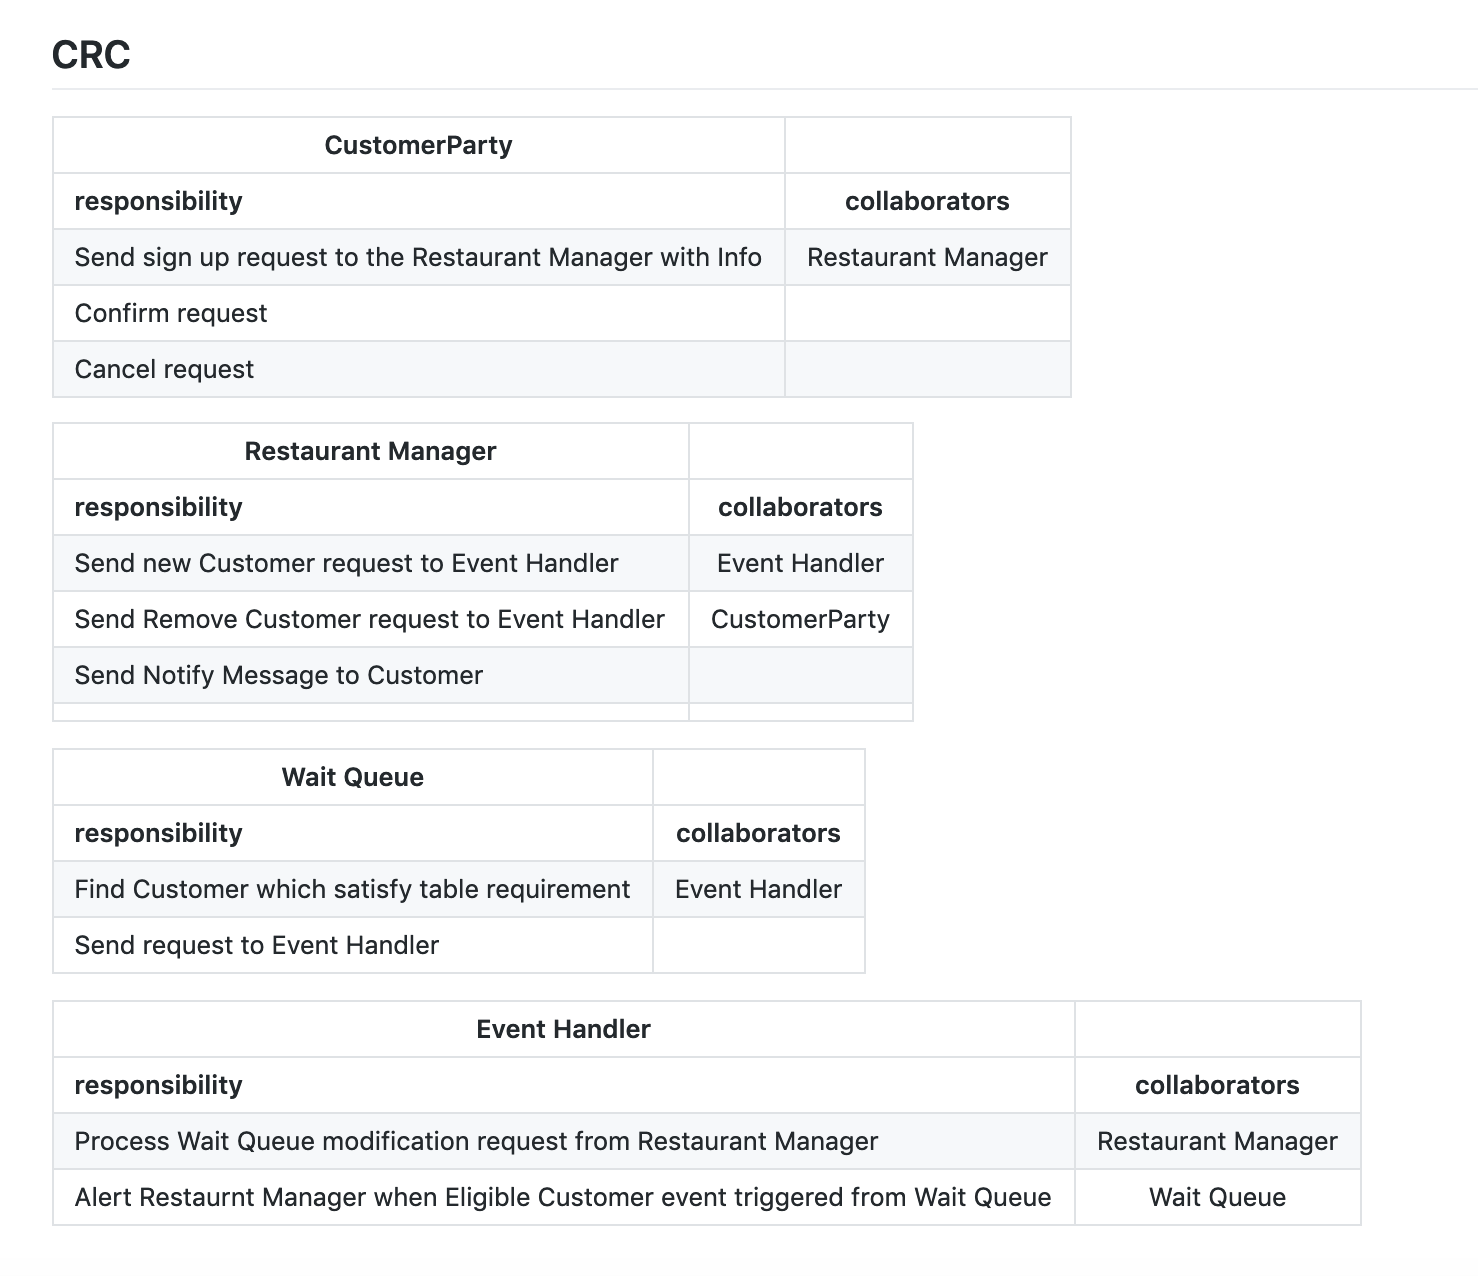 CRC
CustomerParty
responsibility collaborators
Send sign up request to the Restaurant Manager with Info Restaurant Manager
Confirm request
Cancel request
Restaurant Manager
responsibility collaborators
Send new Customer request to Event Handler Event Handler
Send Remove Customer request to Event Handler CustomerParty
Send Notify Message to Customer
Wait Queue
responsibility collaborators
Find Customer which satisfy table requirement Event Handler
Send request to Event Handler
Event Handler
responsibility collaborators
Process Wait Queue modification request from Restaurant Manager Restaurant Manager
Alert Restaurnt Manager when Eligible Customer event triggered from Wait Queue Wait Queue